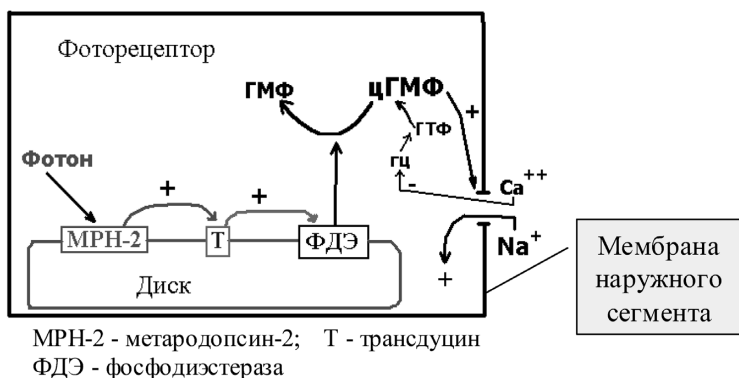 Фоторецептор
ГМФ
цГМФ
+
ГТФ
Фотон
гц
-
Ca++
+
+
МРН-2
Т
ФДЭ
Na+
+
Диск
Мембрана
наружного
сегмента
МРН-2 - метародопсин-2; Т - трансдуцин
ФДЭ - фосфодиэстераза